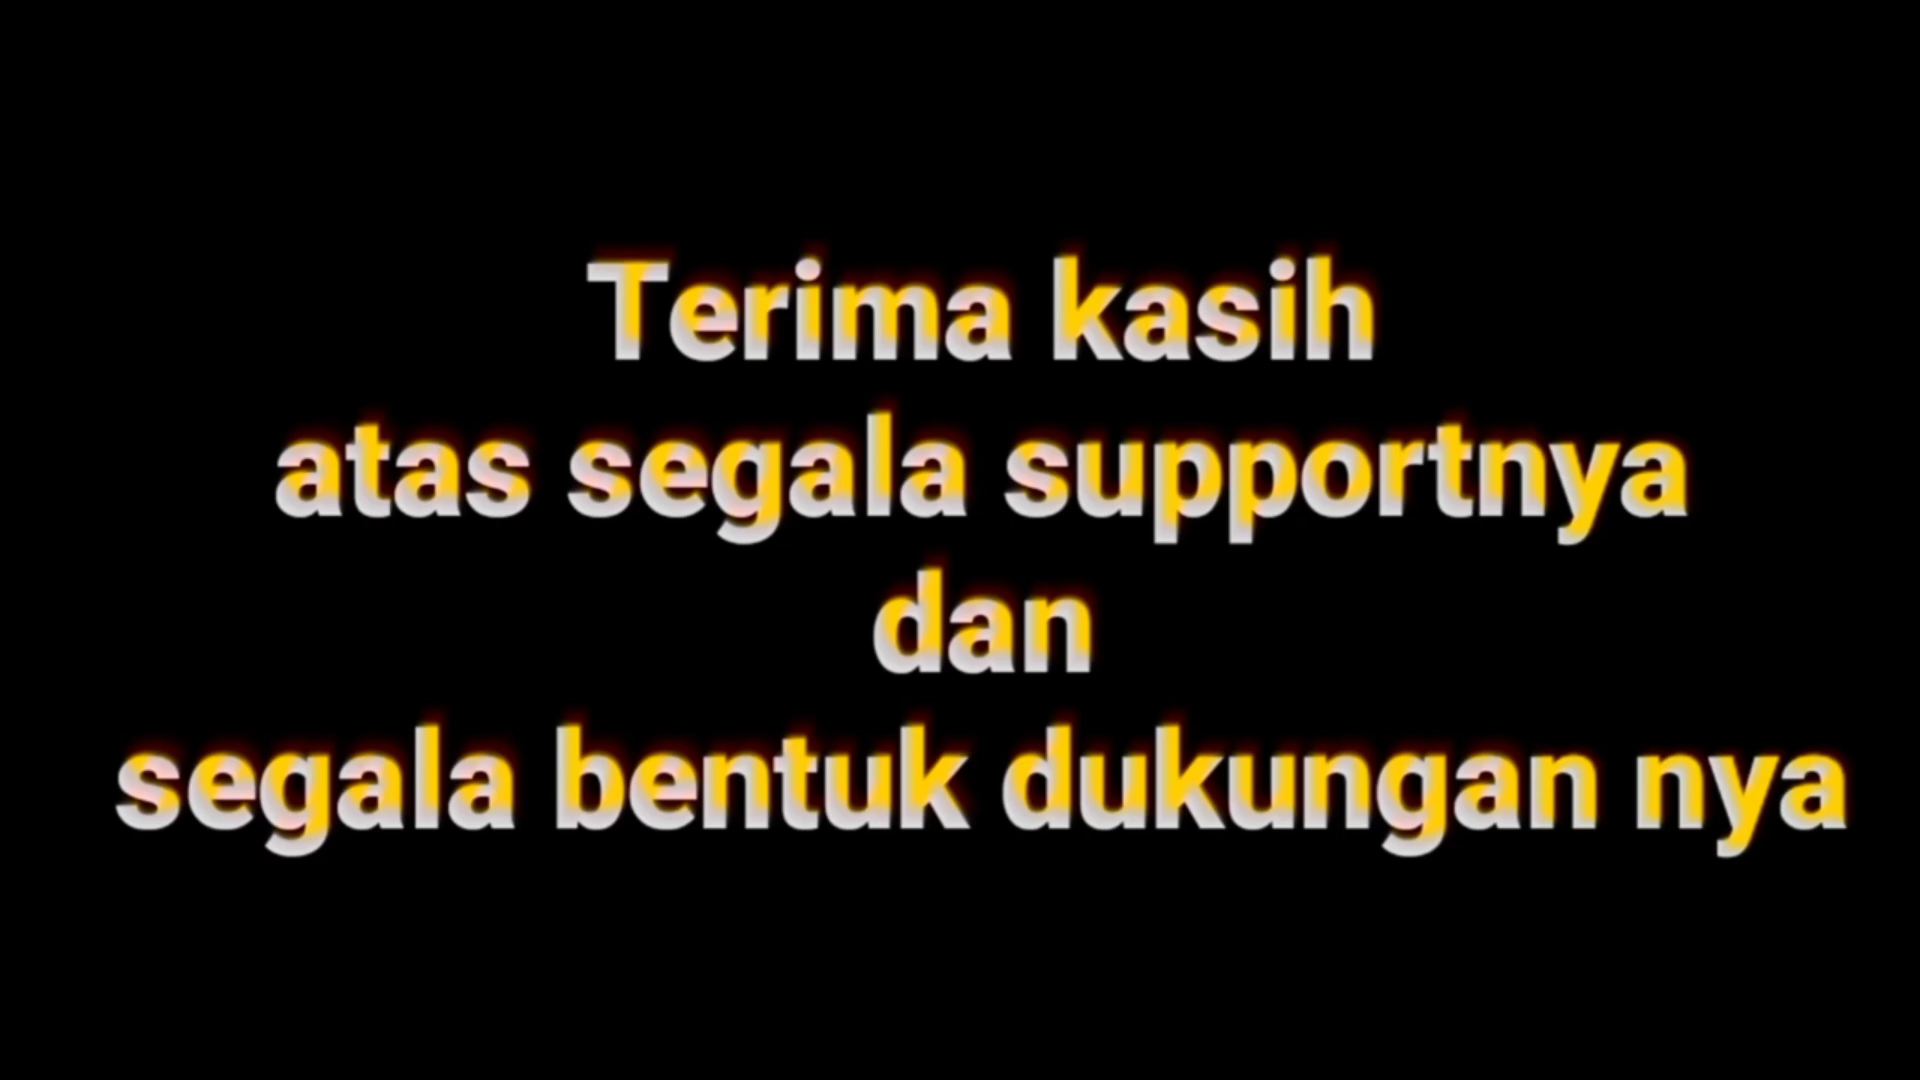 Terima kasih
atas segala supportnya
dan
segala bentuk dukungan nya